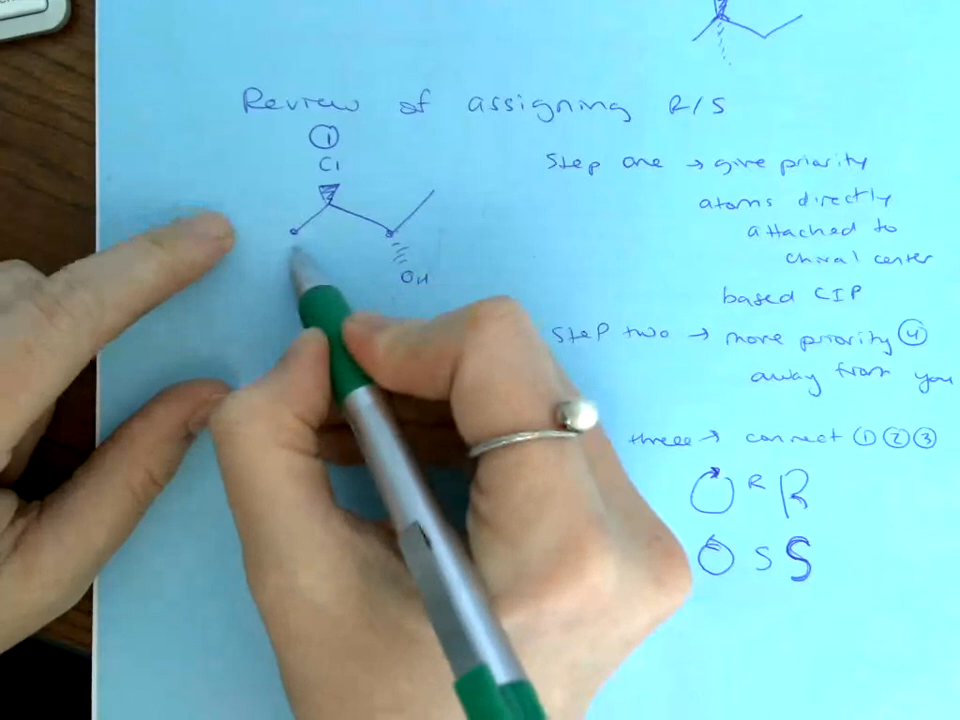 Review of assigning R/S
①
Cl
OH
Step one → give priority
atoms directly
attached to
chiral center
based CIP
Step two → move priority ④
away from you
three → connect ① ② ③
R R
S S